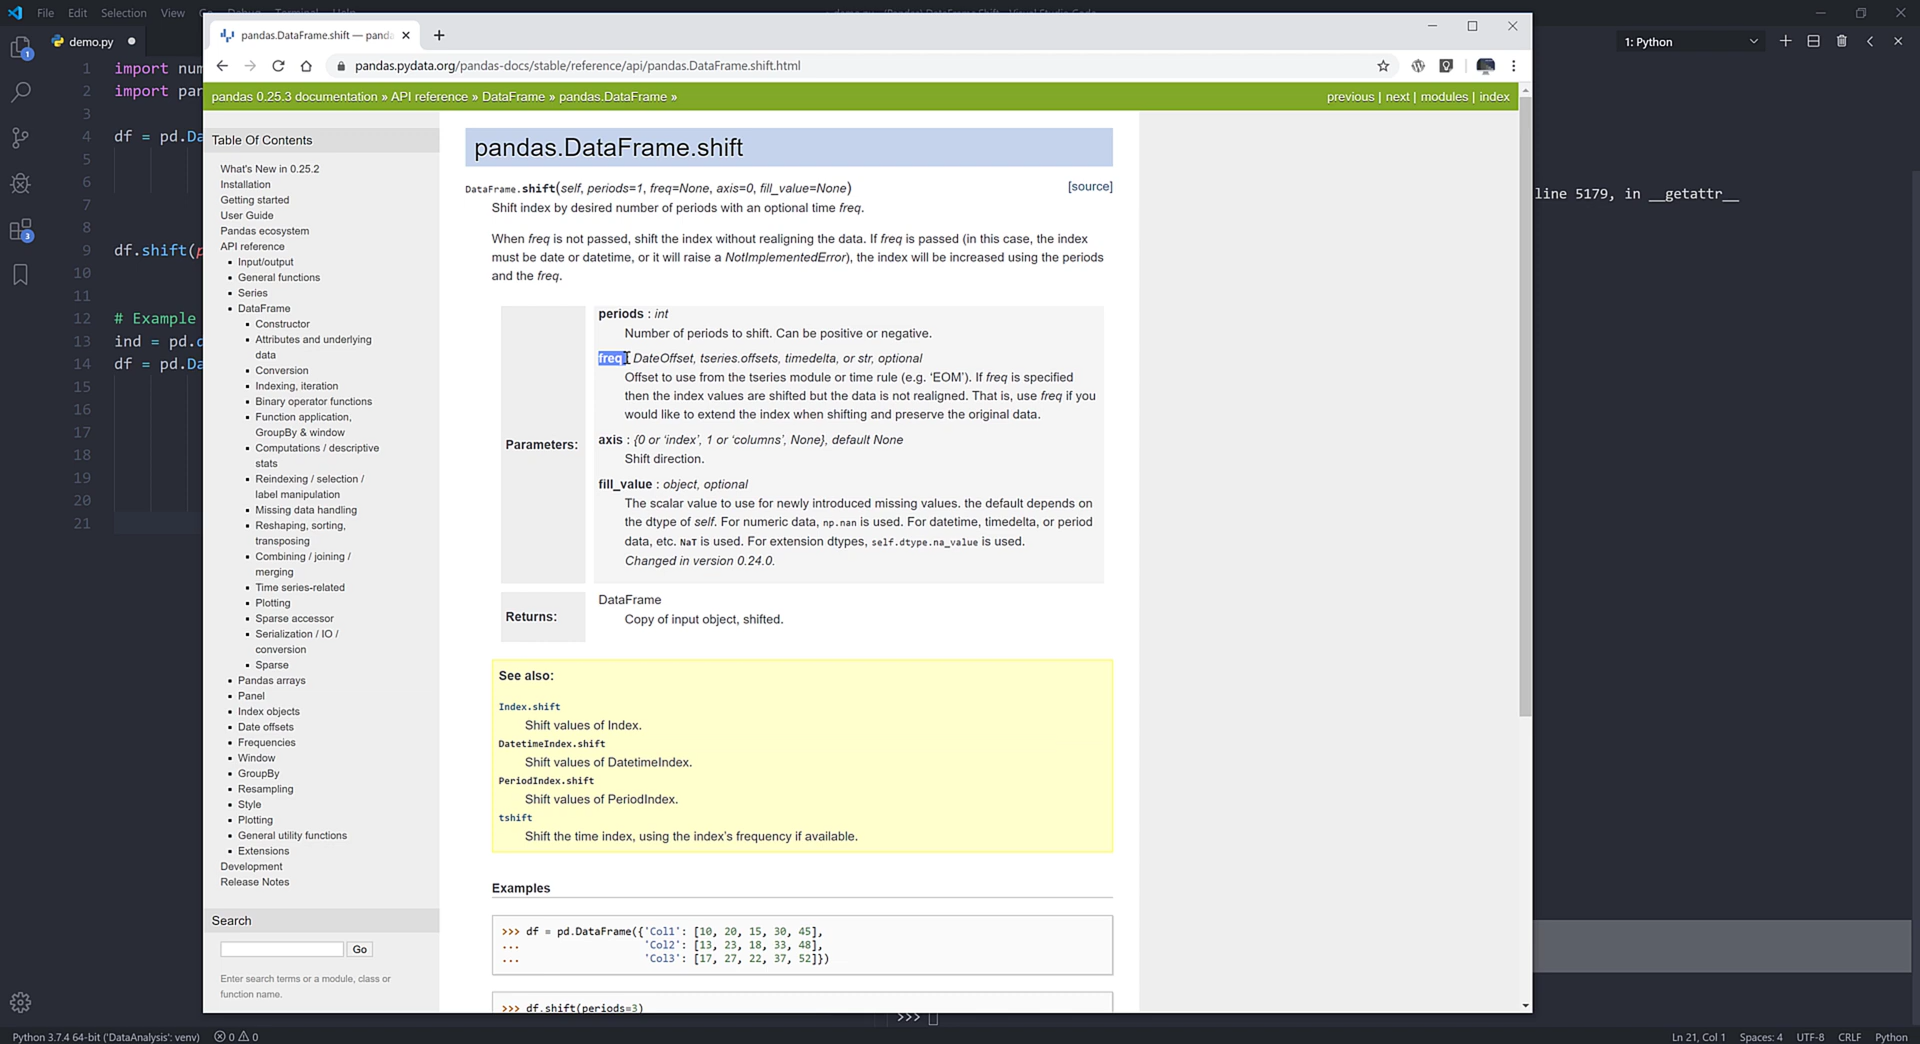 File Edit Selection View Go Debug Terminal Help
demo.py - (Pandas) DataFrame Shift - Visual Studio Code
demo.py
1: Python
1 import num
2 import pan
3
4 df = pd.Da
5
6
7
8
9 df.shift(p
10
11
12 # Example
13 ind = pd.d
14 df = pd.Da
15
16
17
18
19
20
21
line 5179, in __getattr__
>>>
pandas.DataFrame.shift — panda
pandas.pydata.org/pandas-docs/stable/reference/api/pandas.DataFrame.shift.html
pandas 0.25.3 documentation » API reference » DataFrame » pandas.DataFrame »
previous | next | modules | index
Table Of Contents
What's New in 0.25.2
Installation
Getting started
User Guide
Pandas ecosystem
API reference
Input/output
General functions
Series
DataFrame
Constructor
Attributes and underlying
data
Conversion
Indexing, iteration
Binary operator functions
Function application,
GroupBy & window
Computations / descriptive
stats
Reindexing / selection /
label manipulation
Missing data handling
Reshaping, sorting,
transposing
Combining / joining /
merging
Time series-related
Plotting
Sparse accessor
Serialization / IO /
conversion
Sparse
Pandas arrays
Panel
Index objects
Date offsets
Frequencies
Window
GroupBy
Resampling
Style
Plotting
General utility functions
Extensions
Development
Release Notes
Search
Go
Enter search terms or a module, class or
function name.
pandas.DataFrame.shift
DataFrame.shift(self, periods=1, freq=None, axis=0, fill_value=None)
[source]
Shift index by desired number of periods with an optional time freq.
When freq is not passed, shift the index without realigning the data. If freq is passed (in this case, the index
must be date or datetime, or it will raise a NotImplementedError), the index will be increased using the periods
and the freq.
Parameters:
periods : int
Number of periods to shift. Can be positive or negative.
freq : DateOffset, tseries.offsets, timedelta, or str, optional
Offset to use from the tseries module or time rule (e.g. ‘EOM’). If freq is specified
then the index values are shifted but the data is not realigned. That is, use freq if you
would like to extend the index when shifting and preserve the original data.
axis : {0 or ‘index’, 1 or ‘columns’, None}, default None
Shift direction.
fill_value : object, optional
The scalar value to use for newly introduced missing values. the default depends on
the dtype of self. For numeric data, np.nan is used. For datetime, timedelta, or period
data, etc. NaT is used. For extension dtypes, self.dtype.na_value is used.
Changed in version 0.24.0.
Returns:
DataFrame
Copy of input object, shifted.
See also:
Index.shift
Shift values of Index.
DatetimeIndex.shift
Shift values of DatetimeIndex.
PeriodIndex.shift
Shift values of PeriodIndex.
tshift
Shift the time index, using the index’s frequency if available.
Examples
>>> df = pd.DataFrame({'Col1': [10, 20, 15, 30, 45],
... 'Col2': [13, 23, 18, 33, 48],
... 'Col3': [17, 27, 22, 37, 52]})
>>> df.shift(periods=3)
Python 3.7.4 64-bit ('DataAnalysis': venv) 0 0
Ln 21, Col 1 Spaces: 4 UTF-8 CRLF Python